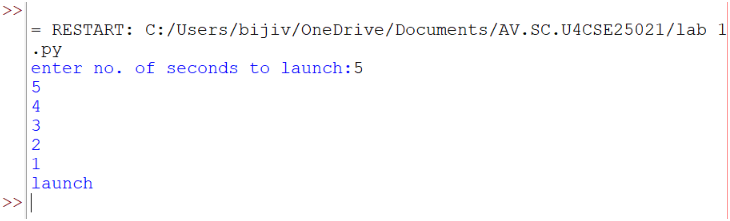 >>
= RESTART: C:/Users/bijiv/OneDrive/Documents/AV.SC.U4CSE25021/lab 1
.py
enter no. of seconds to launch:5
5
4
3
2
1
launch
>>